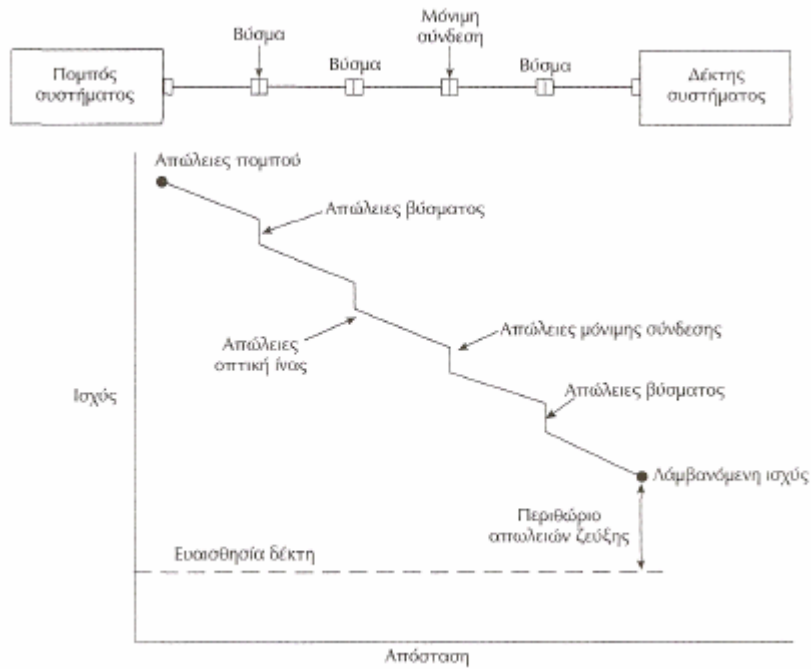 Βύσμα
Μόνιμη
σύνδεση
Πομπός
συστήματος
Βύσμα
Βύσμα
Δέκτης
συστήματος
Απώλειες πομπού
Απώλειες βύσματος
Απώλειες
οπτική ίνας
Απώλειες μόνιμης σύνδεσης
Ισχύς
Απώλειες βύσματος
Λάμβανόμενη ισχύς
Περιθώριο
απωλειών ζεύξης
Ευαισθησία δέκτη
Απόσταση